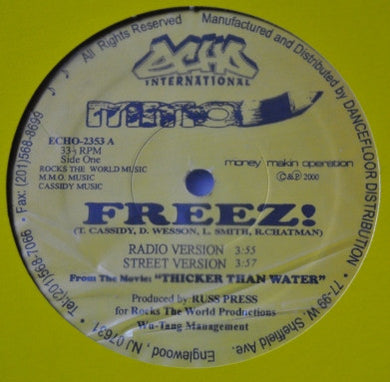 All Rights Reserved
Manufactured and Distributed by DANCEFLOOR DISTRIBUTION
77-99 W. Sheffield Ave.
Englewood, NJ 07631
Tel:(201)568-7066 • Fax: (201)568-8699
ECHO
INTERNATIONAL
MMO
ECHO-2353 A
33⅓ RPM
Side One
ROCKS THE WORLD MUSIC
M.M.O. MUSIC
CASSIDY MUSIC
money makin operation
©&℗ 2000
FREEZ!
(T. CASSIDY, D. WESSON, L. SMITH, R.CHATMAN)
RADIO VERSION 3:55
STREET VERSION 3:57
From The Movie: "THICKER THAN WATER"
Produced by RUSS PRESS
for Rocks The World Productions
Wu-Tang Management